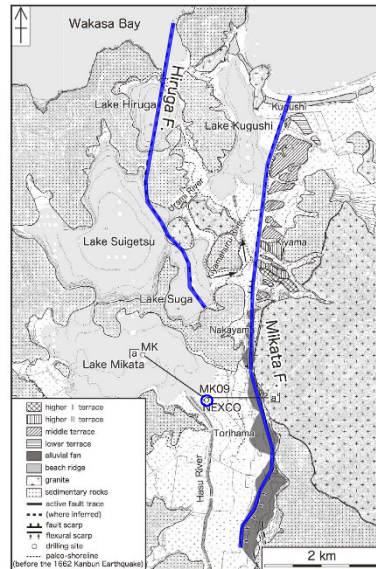 Wakasa Bay
Hiruga F.
Lake Hiruga
Lake Kugushi
Kugushi
River
Lake Suigetsu
Kiyama
Lake Suga
Nakayama
Mikata F.
a
MK
Lake Mikata
MK09
a'
NEXCO
Torihama
Hasu River
higher I terrace
higher II terrace
middle terrace
lower terrace
alluvial fan
beach ridge
granite
sedimentary rocks
active fault trace
(where inferred)
fault scarp
flexural scarp
drilling site
paleo-shoreline
(before the 1662 Kanbun Earthquake)
2 km